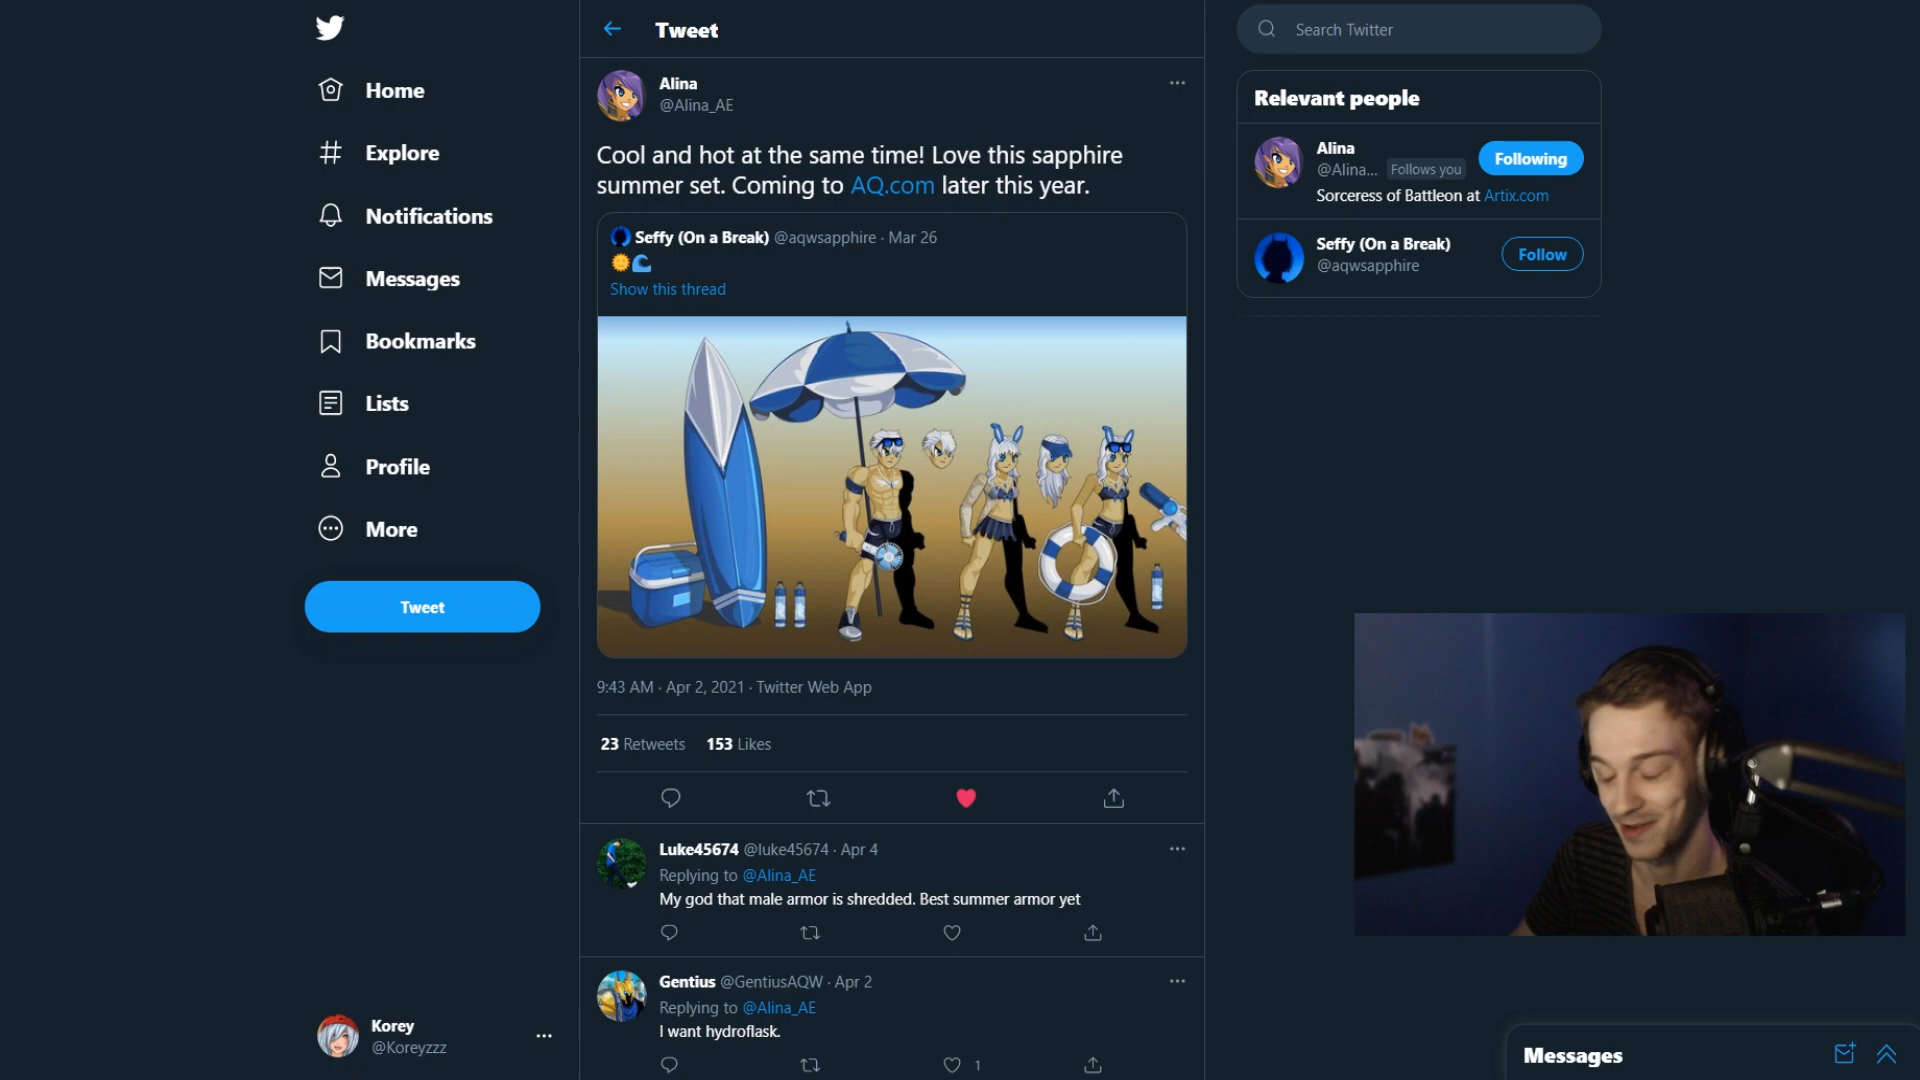 Home
Explore
Notifications
Messages
Bookmarks
Lists
Profile
More
Tweet
Korey
@Koreyzzz
Tweet
Alina
@Alina_AE
Cool and hot at the same time! Love this sapphire
summer set. Coming to AQ.com later this year.
Seffy (On a Break) @aqwsapphire · Mar 26
Show this thread
9:43 AM · Apr 2, 2021 · Twitter Web App
23 Retweets 153 Likes
Luke45674 @luke45674 · Apr 4
Replying to @Alina_AE
My god that male armor is shredded. Best summer armor yet
Gentius @GentiusAQW · Apr 2
Replying to @Alina_AE
I want hydroflask.
1
Search Twitter
Relevant people
Alina
@Alina... Follows you
Following
Sorceress of Battleon at Artix.com
Seffy (On a Break)
@aqwsapphire
Follow
Messages